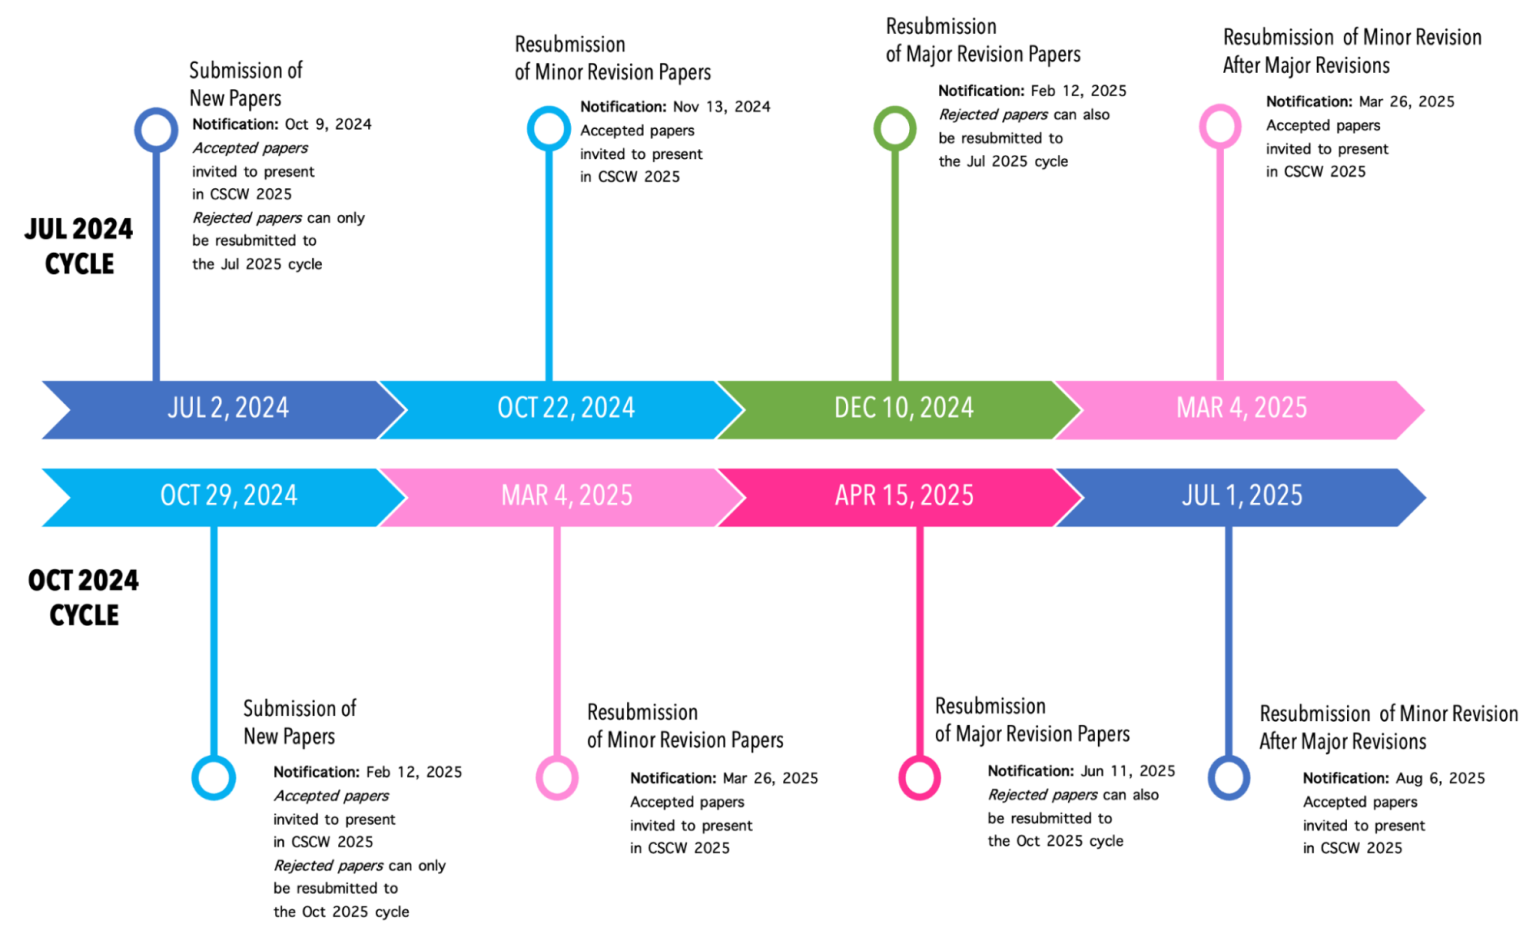 JUL 2024
CYCLE
Submission of
New Papers
Notification: Oct 9, 2024
Accepted papers
invited to present
in CSCW 2025
Rejected papers can only
be resubmitted to
the Jul 2025 cycle
Resubmission
of Minor Revision Papers
Notification: Nov 13, 2024
Accepted papers
invited to present
in CSCW 2025
Resubmission
of Major Revision Papers
Notification: Feb 12, 2025
Rejected papers can also
be resubmitted to
the Jul 2025 cycle
Resubmission of Minor Revision
After Major Revisions
Notification: Mar 26, 2025
Accepted papers
invited to present
in CSCW 2025
JUL 2, 2024
OCT 22, 2024
DEC 10, 2024
MAR 4, 2025
OCT 29, 2024
MAR 4, 2025
APR 15, 2025
JUL 1, 2025
OCT 2024
CYCLE
Submission of
New Papers
Notification: Feb 12, 2025
Accepted papers
invited to present
in CSCW 2025
Rejected papers can only
be resubmitted to
the Oct 2025 cycle
Resubmission
of Minor Revision Papers
Notification: Mar 26, 2025
Accepted papers
invited to present
in CSCW 2025
Resubmission
of Major Revision Papers
Notification: Jun 11, 2025
Rejected papers can also
be resubmitted to
the Oct 2025 cycle
Resubmission of Minor Revision
After Major Revisions
Notification: Aug 6, 2025
Accepted papers
invited to present
in CSCW 2025